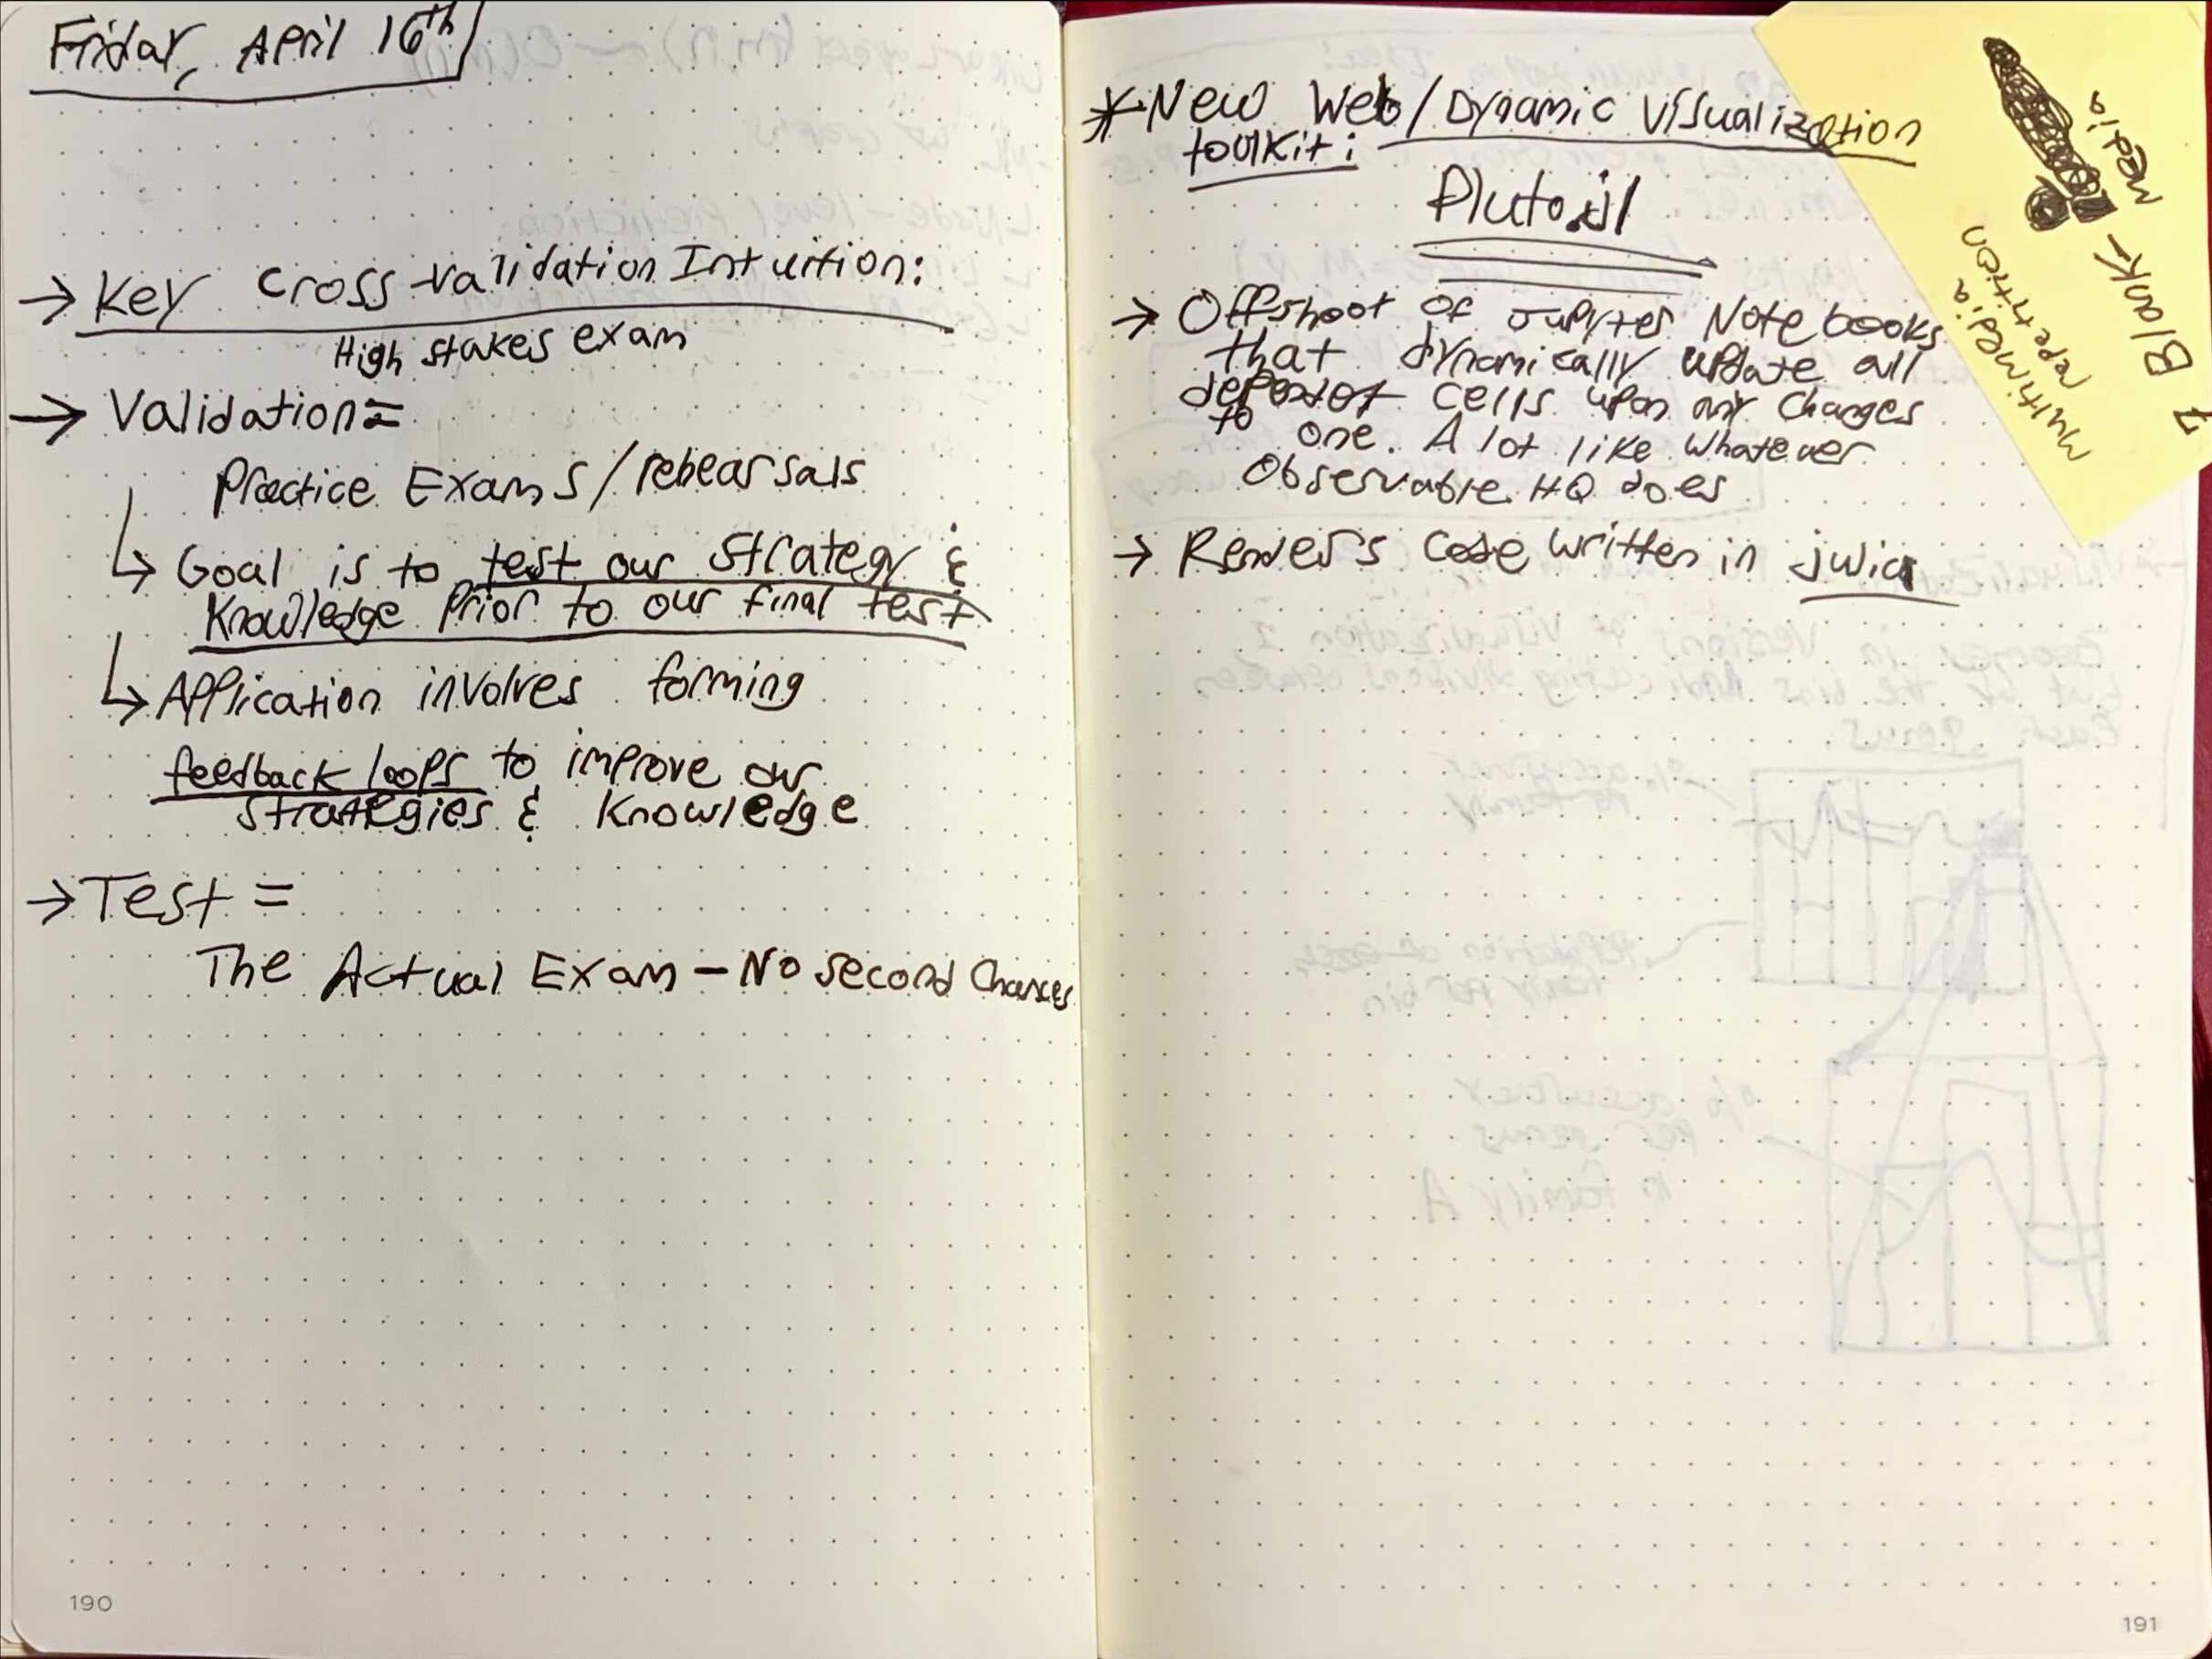 Friday, April 16th
→ Key Cross-validation Intuition:
High stakes exam
→ Validation =
Practice Exams / rehearsals
↳ Goal is to test our strategy &
Knowledge prior to our final test
↳ Application involves forming
feedback loops to improve our
strategies & Knowledge
→ Test =
The Actual Exam - No second Chances
190
* New Web / Dynamic Visualization
toolkit:
Pluto.jl
→ Offshoot of Jupyter Notebooks
that dynamically update all
cells upon any changes
to one. A lot like whatever
Observable HQ does
→ Renders code written in julia
191
Blank
media
Multimedia